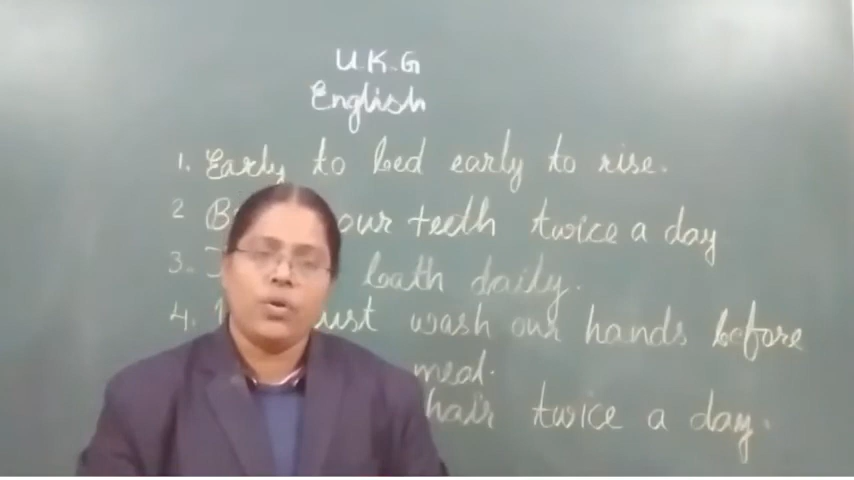 U.K.G
English
1. Early to bed early to rise.
2 our teeth twice a day
3. bath daily.
4. wash our hands before
meal.
hair twice a day.